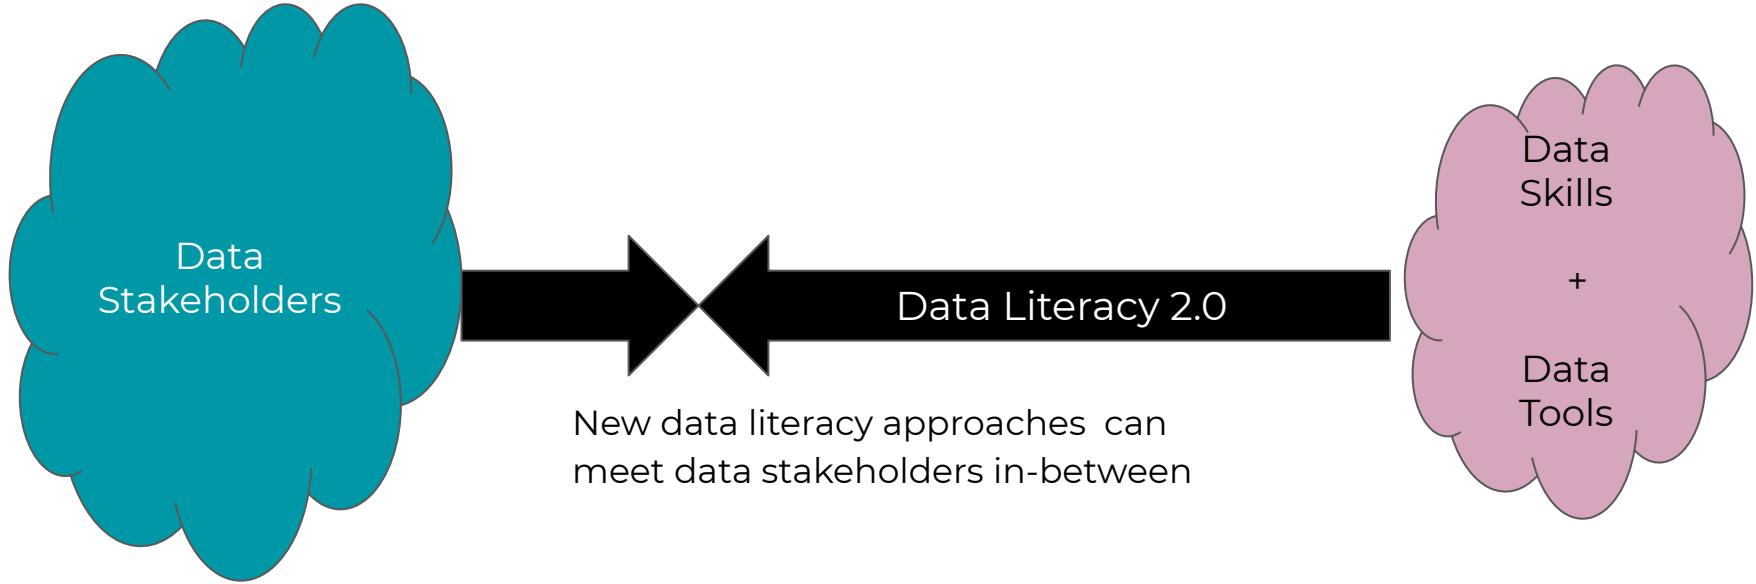 Data
Stakeholders
Data Literacy 2.0
New data literacy approaches  can
meet data stakeholders in-between
Data
Skills
+
Data
Tools